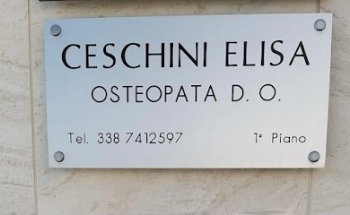 CESCHINI ELISA
OSTEOPATA D. O.
Tel. 338 7412597 1° Piano